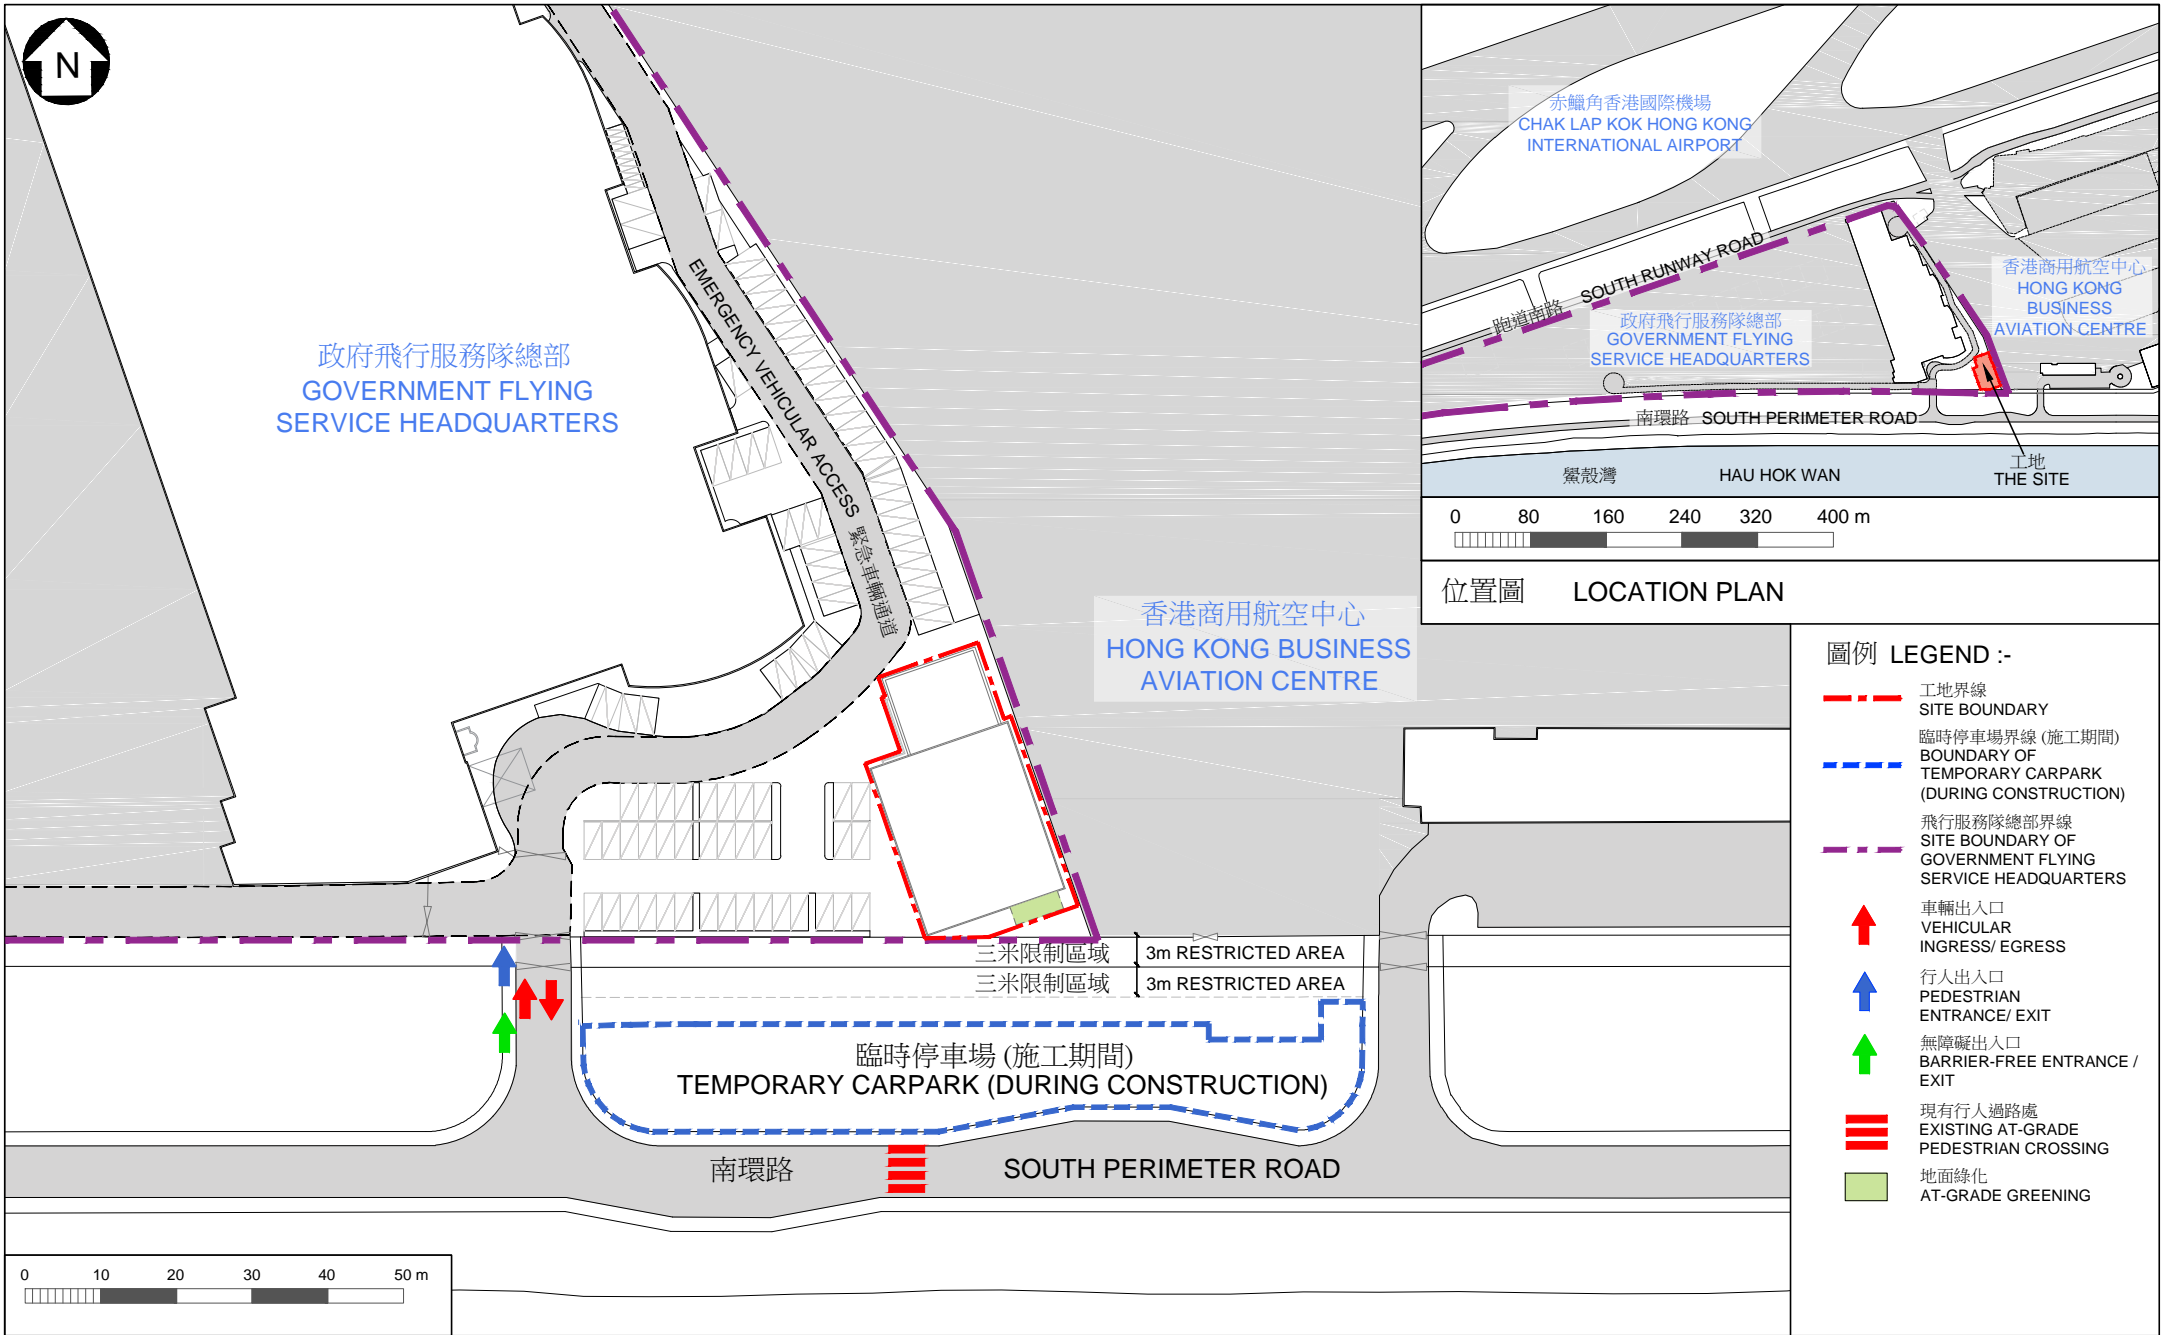 N
政府飛行服務隊總部
GOVERNMENT FLYING
SERVICE HEADQUARTERS
EMERGENCY VEHICULAR ACCESS 緊急車輛通道
香港商用航空中心
HONG KONG BUSINESS
AVIATION CENTRE
三米限制區域 3m RESTRICTED AREA
三米限制區域 3m RESTRICTED AREA
臨時停車場 (施工期間)
TEMPORARY CARPARK (DURING CONSTRUCTION)
南環路 SOUTH PERIMETER ROAD
0 10 20 30 40 50 m
赤鱲角香港國際機場
CHAK LAP KOK HONG KONG
INTERNATIONAL AIRPORT
跑道南路 SOUTH RUNWAY ROAD
香港商用航空中心
HONG KONG
BUSINESS
AVIATION CENTRE
政府飛行服務隊總部
GOVERNMENT FLYING
SERVICE HEADQUARTERS
南環路 SOUTH PERIMETER ROAD
鱟殼灣 HAU HOK WAN
工地
THE SITE
0 80 160 240 320 400 m
位置圖 LOCATION PLAN
圖例 LEGEND :-
工地界線
SITE BOUNDARY
臨時停車場界線 (施工期間)
BOUNDARY OF
TEMPORARY CARPARK
(DURING CONSTRUCTION)
飛行服務隊總部界線
SITE BOUNDARY OF
GOVERNMENT FLYING
SERVICE HEADQUARTERS
車輛出入口
VEHICULAR
INGRESS/ EGRESS
行人出入口
PEDESTRIAN
ENTRANCE/ EXIT
無障礙出入口
BARRIER-FREE ENTRANCE /
EXIT
現有行人過路處
EXISTING AT-GRADE
PEDESTRIAN CROSSING
地面綠化
AT-GRADE GREENING